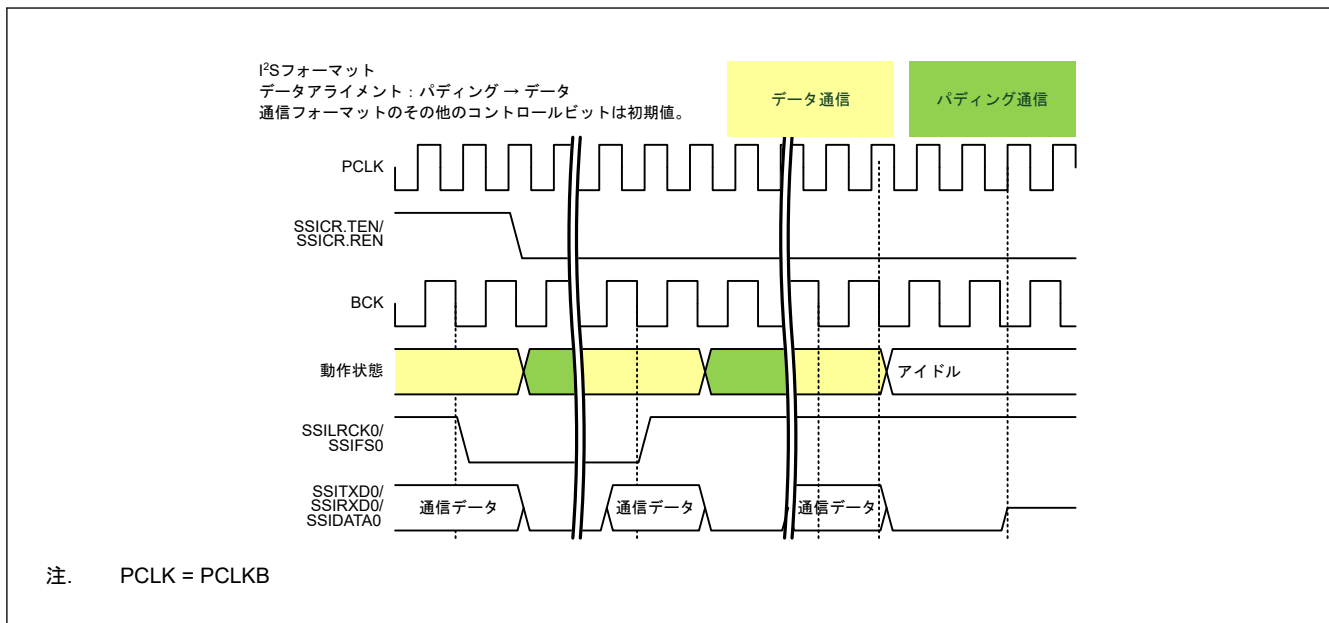 I²Sフォーマット
データアライメント：パディング → データ
通信フォーマットのその他のコントロールビットは初期値。
データ通信
パディング通信
PCLK
SSICR.TEN/
SSICR.REN
BCK
動作状態
アイドル
SSILRCK0/
SSIFS0
SSITXD0/
SSIRXD0/
SSIDATA0
通信データ
通信データ
通信データ
注. PCLK = PCLKB